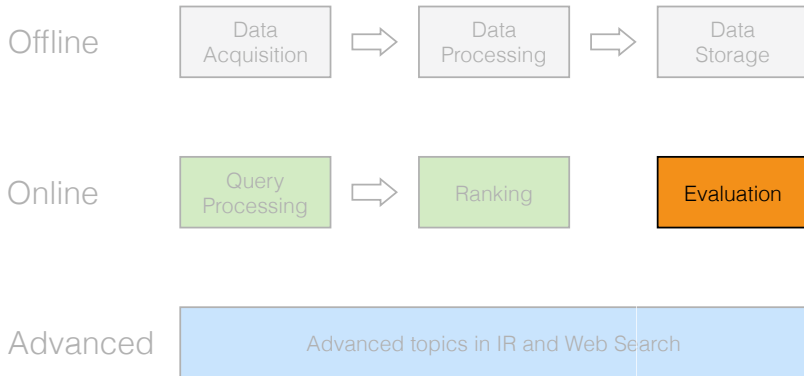 Offline
Data
Acquisition
Data
Processing
Data
Storage
Online
Query
Processing
Ranking
Evaluation
Advanced
Advanced topics in IR and Web Search